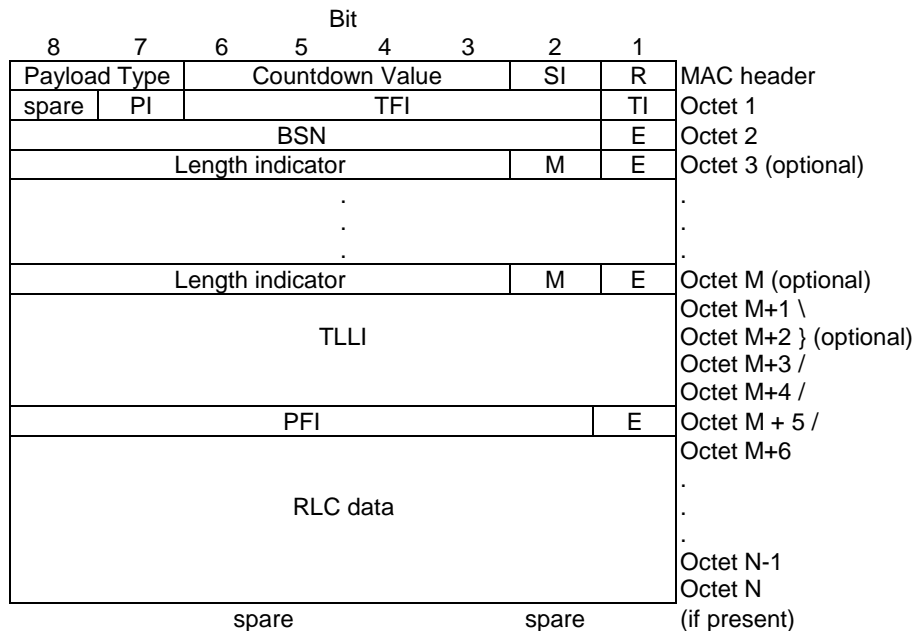 Bit
8 7 6 5 4 3 2 1
Payload Type Countdown Value SI R MAC header
spare PI TFI TI Octet 1
BSN E Octet 2
Length indicator M E Octet 3 (optional)
. .
. .
. .
Length indicator M E Octet M (optional)
Octet M+1 \
TLLI Octet M+2 } (optional)
Octet M+3 /
Octet M+4 /
PFI E Octet M + 5 /
Octet M+6
.
RLC data .
.
Octet N-1
Octet N
spare spare (if present)